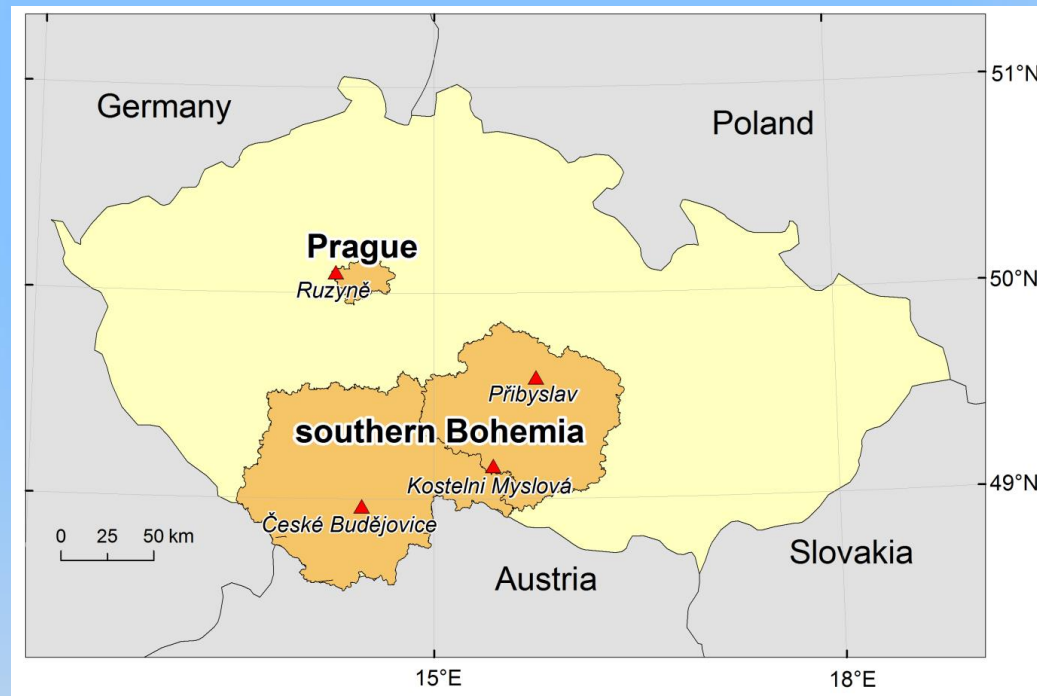 Germany
Poland
51°N
Prague
Ruzyně
50°N
Přibyslav
southern Bohemia
Kostelni Myslová
49°N
České Budějovice
0 25 50 km
Slovakia
Austria
15°E
18°E